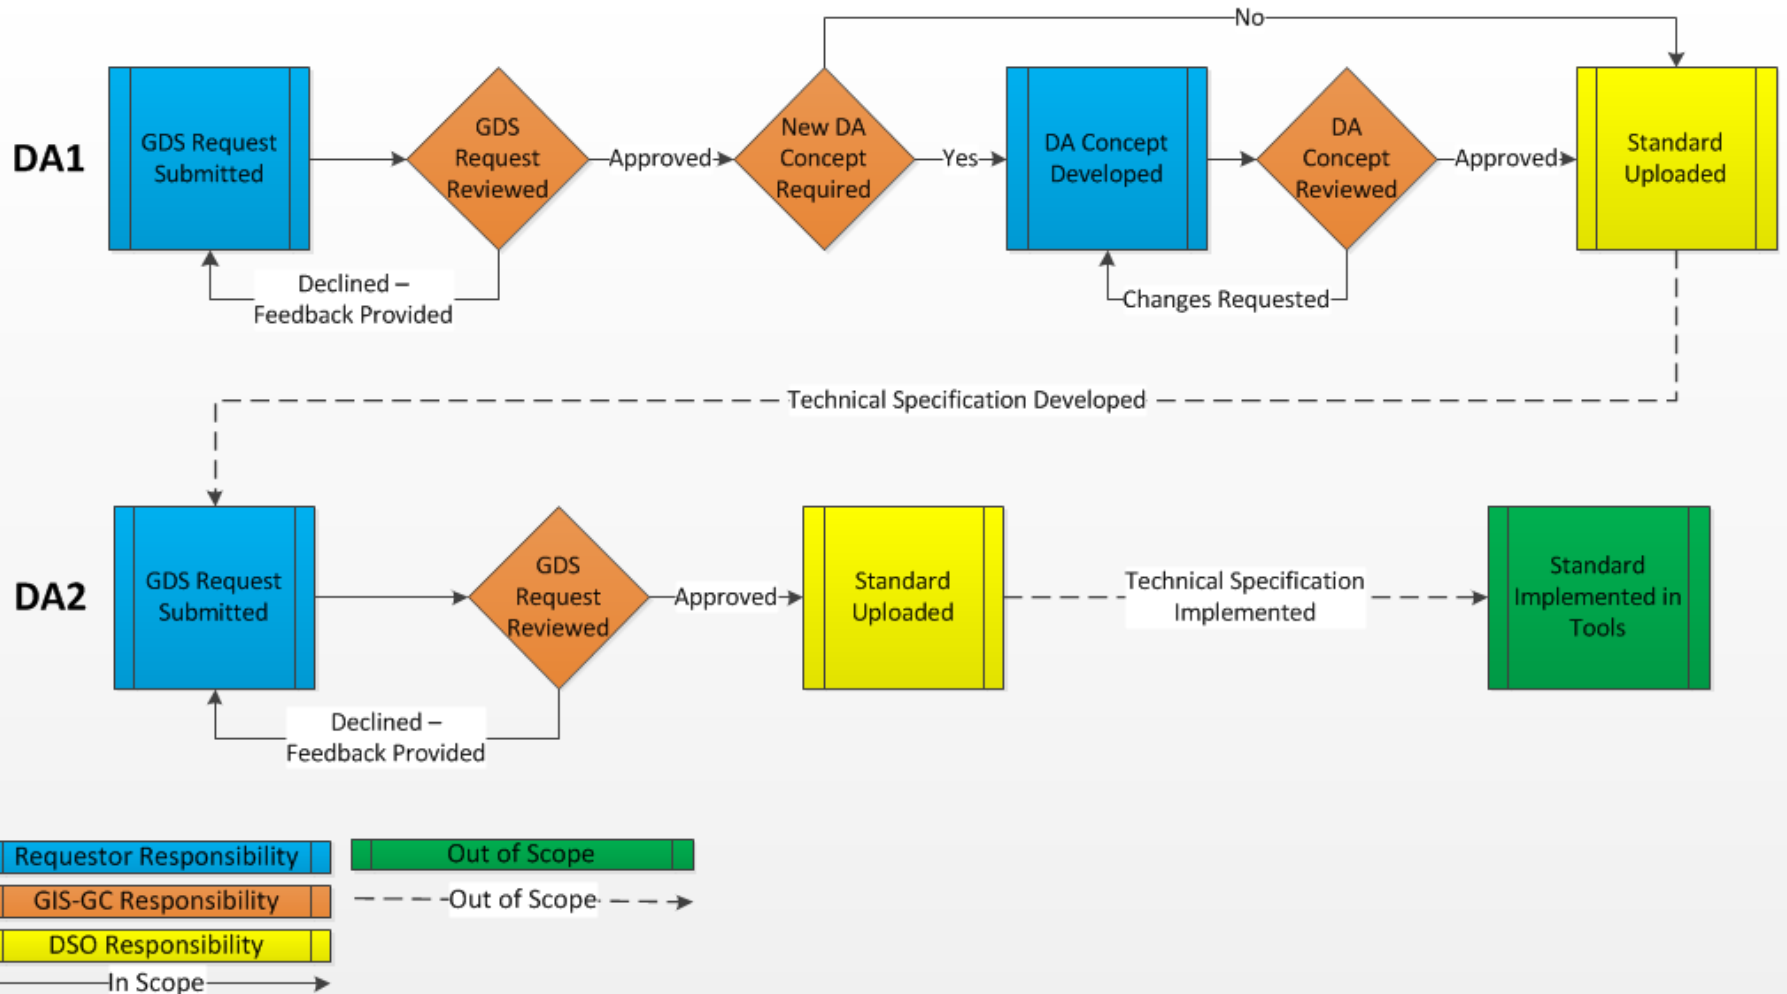 No
DA1
GDS Request
Submitted
GDS
Request
Reviewed
Approved
New DA
Concept
Required
Yes
DA Concept
Developed
DA
Concept
Reviewed
Approved
Standard
Uploaded
Declined –
Feedback Provided
Changes Requested
Technical Specification Developed
DA2
GDS Request
Submitted
GDS
Request
Reviewed
Approved
Standard
Uploaded
Technical Specification
Implemented
Standard
Implemented in
Tools
Declined –
Feedback Provided
Requestor Responsibility
Out of Scope
GIS-GC Responsibility
Out of Scope
DSO Responsibility
In Scope